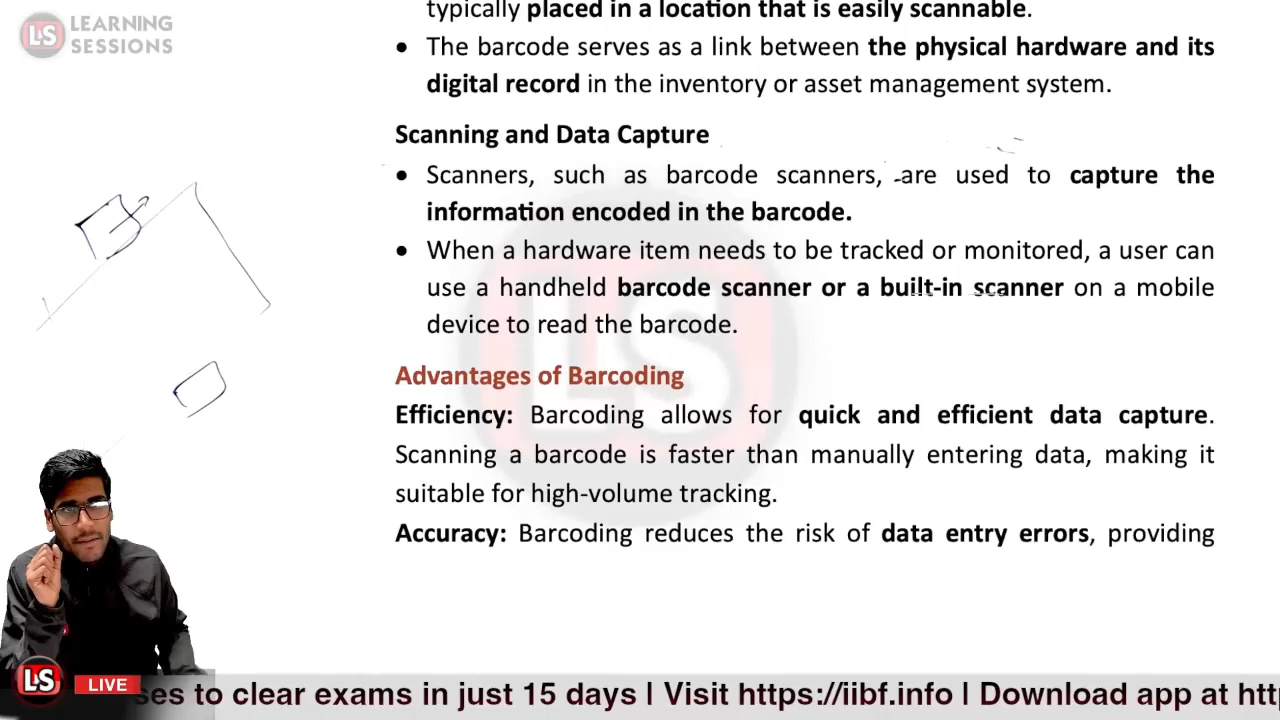 LS LEARNING
SESSIONS
typically placed in a location that is easily scannable.
• The barcode serves as a link between the physical hardware and its
digital record in the inventory or asset management system.
Scanning and Data Capture
• Scanners, such as barcode scanners, are used to capture the
information encoded in the barcode.
• When a hardware item needs to be tracked or monitored, a user can
use a handheld barcode scanner or a built-in scanner on a mobile
device to read the barcode.
Advantages of Barcoding
Efficiency: Barcoding allows for quick and efficient data capture.
Scanning a barcode is faster than manually entering data, making it
suitable for high-volume tracking.
Accuracy: Barcoding reduces the risk of data entry errors, providing
LS
LS LIVE
ses to clear exams in just 15 days | Visit https://iibf.info | Download app at http